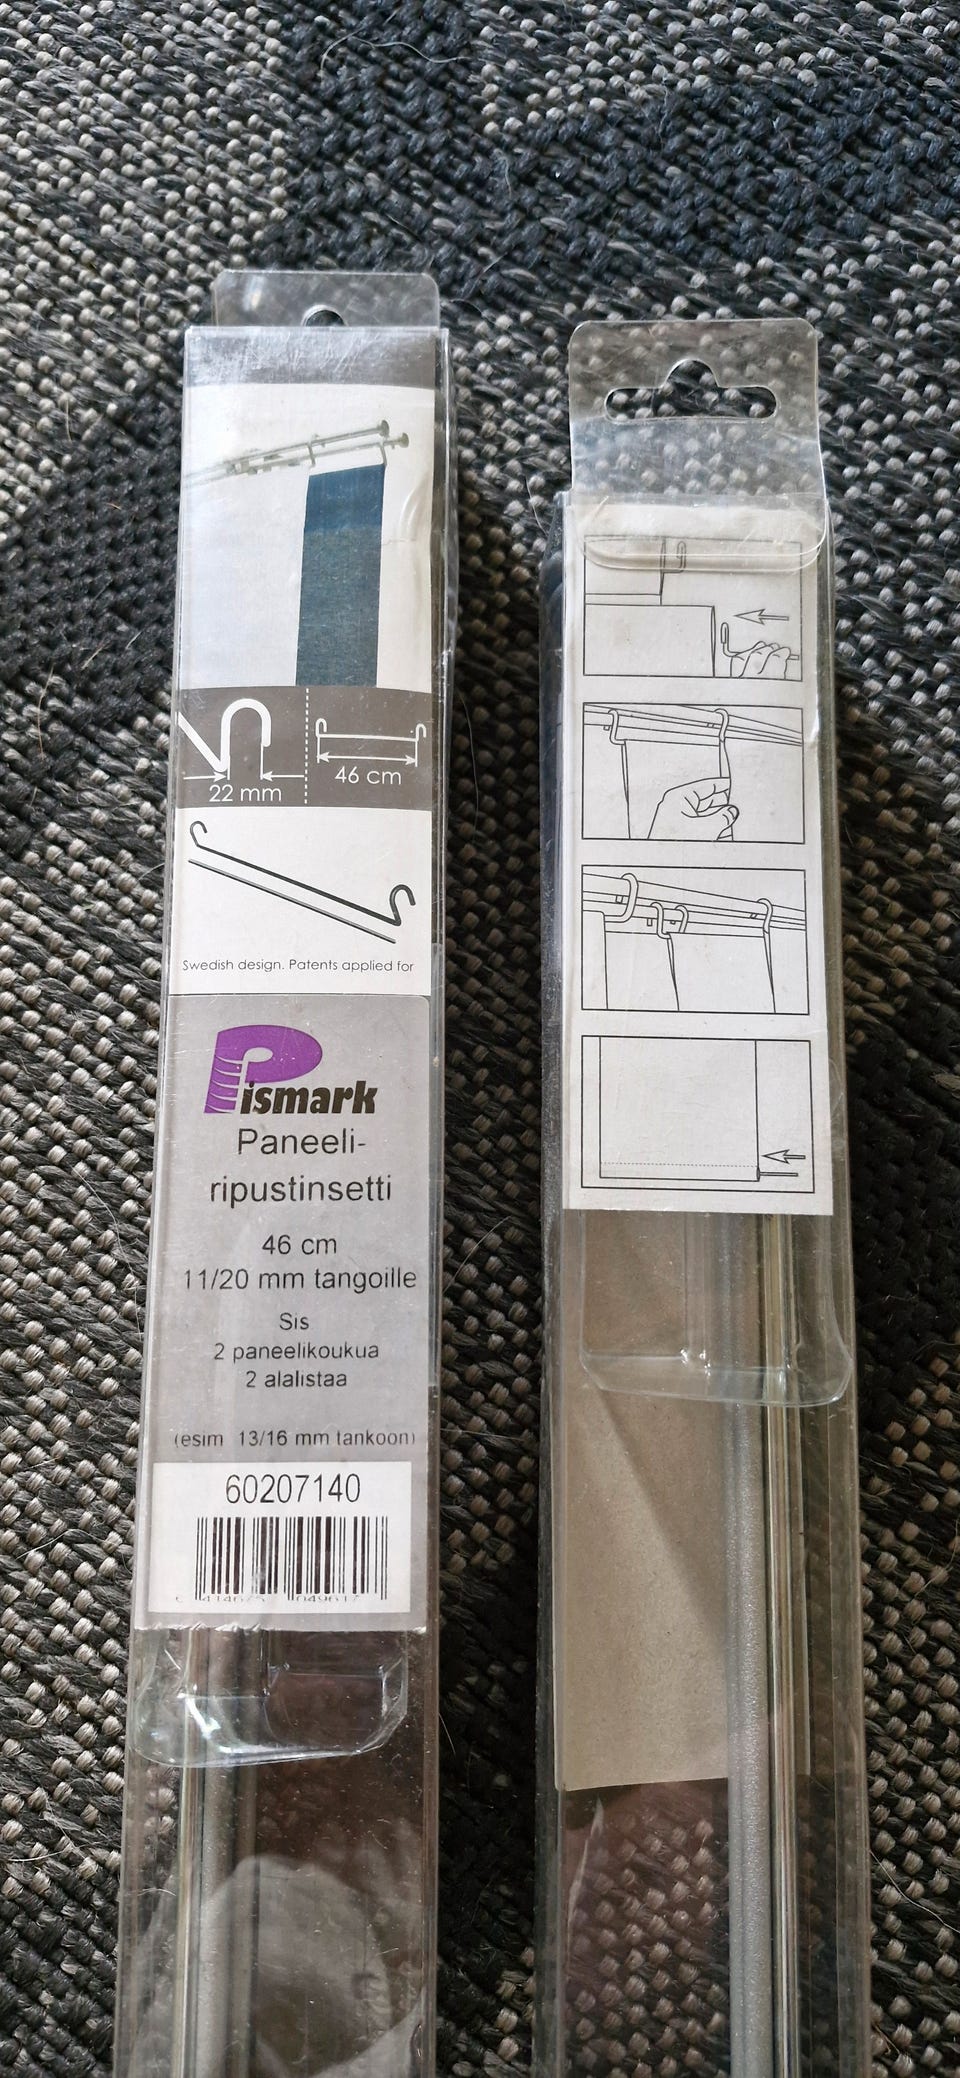 22 mm
46 cm
Swedish design. Patents applied for
Pismark
Paneeli-
ripustinsetti
46 cm
11/20 mm tangoille
Sis
2 paneelikoukua
2 alalistaa
(esim 13/16 mm tankoon)
60207140